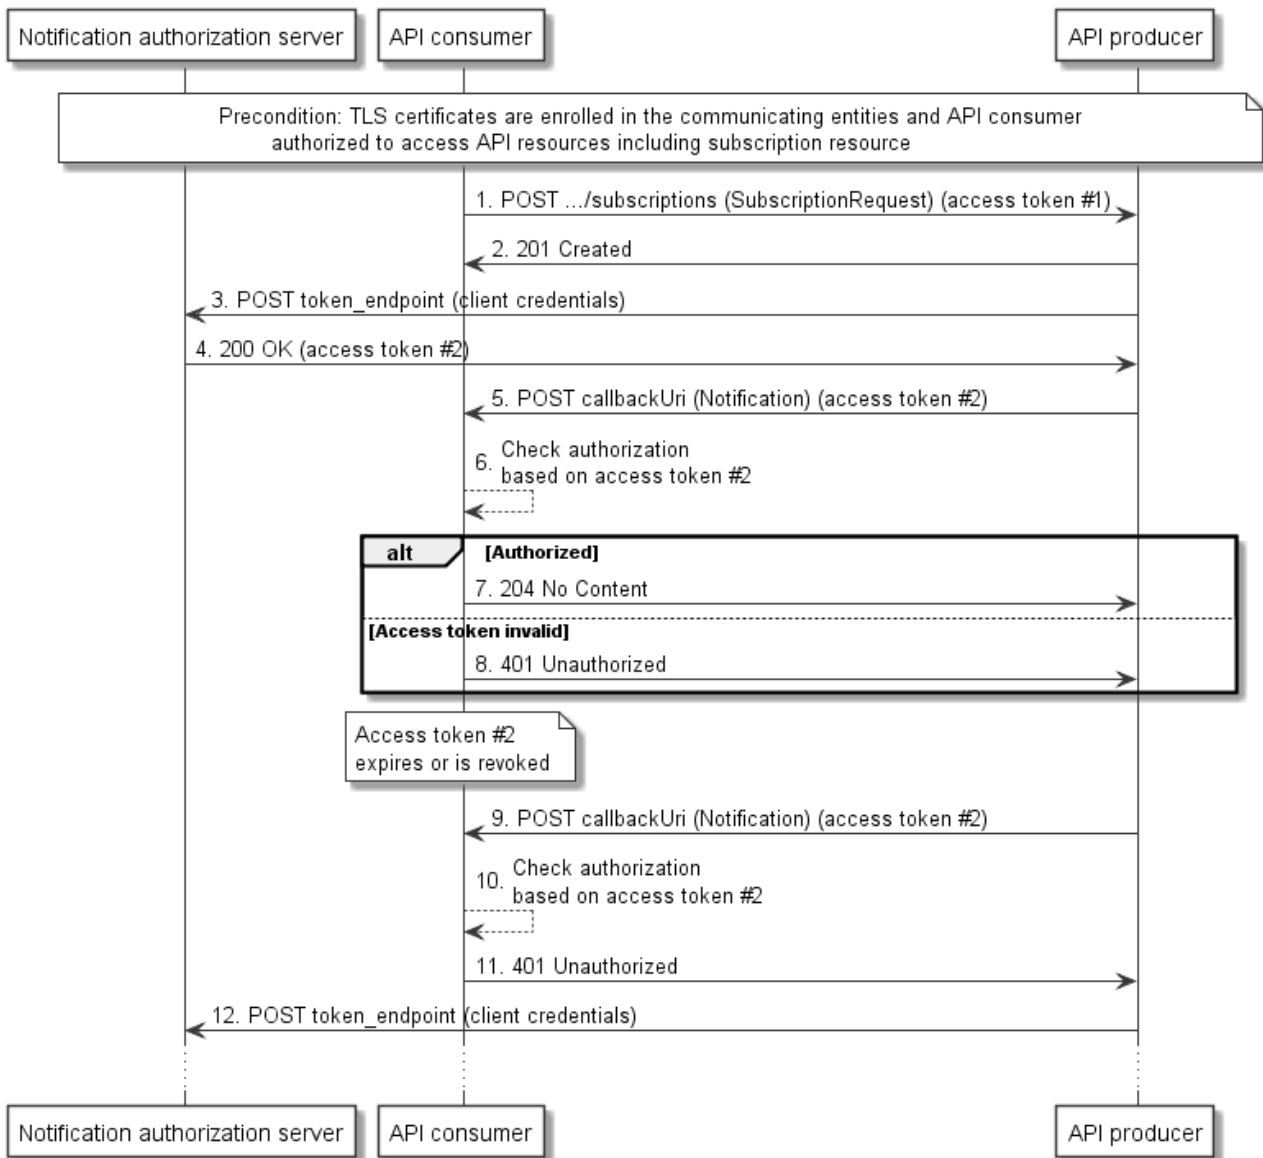 Notification authorization server
API consumer
API producer
Precondition: TLS certificates are enrolled in the communicating entities and API consumer
authorized to access API resources including subscription resource
1. POST .../subscriptions (SubscriptionRequest) (access token #1)
2. 201 Created
3. POST token_endpoint (client credentials)
4. 200 OK (access token #2)
5. POST callbackUri (Notification) (access token #2)
6. Check authorization
based on access token #2
alt [Authorized]
7. 204 No Content
[Access token invalid]
8. 401 Unauthorized
Access token #2
expires or is revoked
9. POST callbackUri (Notification) (access token #2)
10. Check authorization
based on access token #2
11. 401 Unauthorized
12. POST token_endpoint (client credentials)
Notification authorization server
API consumer
API producer